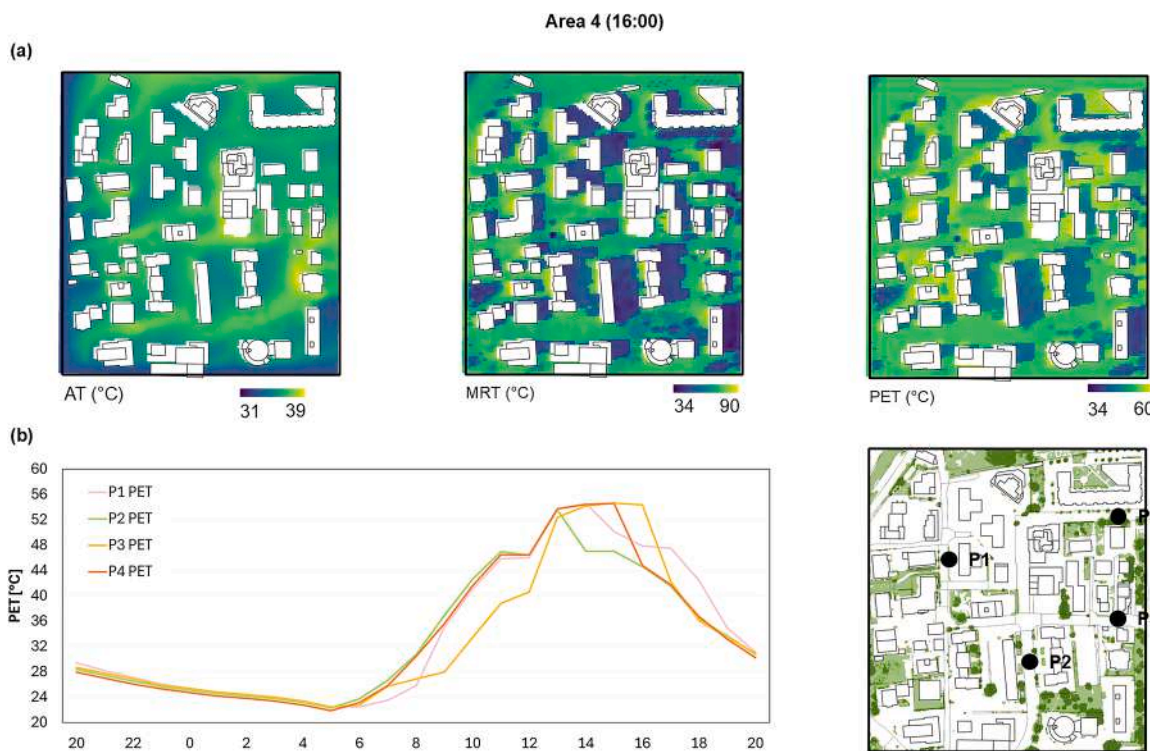 Area 4 (16:00)
(a)
AT (°C)
31 39
MRT (°C)
34 90
PET (°C)
34 60
(b)
60
56
52
48
44
40
36
32
28
24
20
PET [°C]
P1 PET
P2 PET
P3 PET
P4 PET
20 22 0 2 4 6 8 10 12 14 16 18 20
P
P1
P
P2